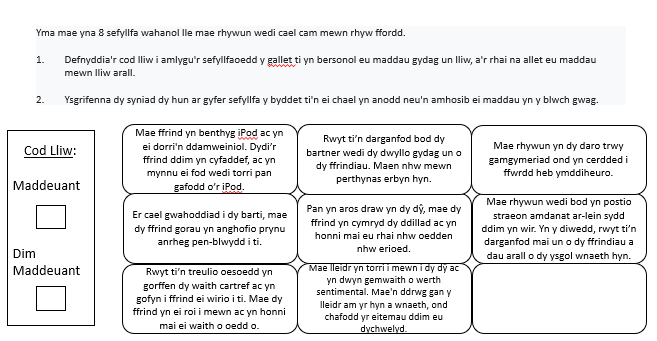 Yma mae yna 8 sefyllfa wahanol lle mae rhywun wedi cael cam mewn rhyw ffordd.
1. Defnyddia'r cod lliw i amlygu'r sefyllfaoedd y gallet ti yn bersonol eu maddau gydag un lliw, a'r rhai na allet eu maddau
mewn lliw arall.
2. Ysgrifenna dy syniad dy hun ar gyfer sefyllfa y byddet ti'n ei chael yn anodd neu'n amhosib ei maddau yn y blwch gwag.
Cod Lliw:
Maddeuant
Dim
Maddeuant
Mae ffrind yn benthyg iPod ac yn
ei dorri'n ddamweiniol. Dydi'r
ffrind ddim yn cyfaddef, ac yn
mynnu ei fod wedi torri pan
gafodd o'r iPod.
Rwyt ti'n darganfod bod dy
bartner wedi dy dwyllo gydag un o
dy ffrindiau. Maen nhw mewn
perthynas erbyn hyn.
Mae rhywun yn dy daro trwy
gamgymeriad ond yn cerdded i
ffwrdd heb ymddiheuro.
Er cael gwahoddiad i dy barti, mae
dy ffrind gorau yn anghofio prynu
anrheg pen-blwydd i ti.
Pan yn aros draw yn dy dŷ, mae dy
ffrind yn cymryd dy ddillad ac yn
honni mai eu rhai nhw oedden
nhw erioed.
Mae rhywun wedi bod yn postio
straeon amdanat ar-lein sydd
ddim yn wir. Yn y diwedd, rwyt ti'n
darganfod mai un o dy ffrindiau a
dau arall o dy ysgol wnaeth hyn.
Rwyt ti'n treulio oesoedd yn
gorffen dy waith cartref ac yn
gofyn i ffrind ei wirio i ti. Mae dy
ffrind yn ei roi i mewn ac yn honni
mai ei waith o oedd o.
Mae lleidr yn torri i mewn i dy dŷ ac
yn dwyn gemwaith o werth
sentimental. Mae'n ddrwg gan y
lleidr am yr hyn a wnaeth, ond
chafodd yr eitemau ddim eu
dychwelyd.